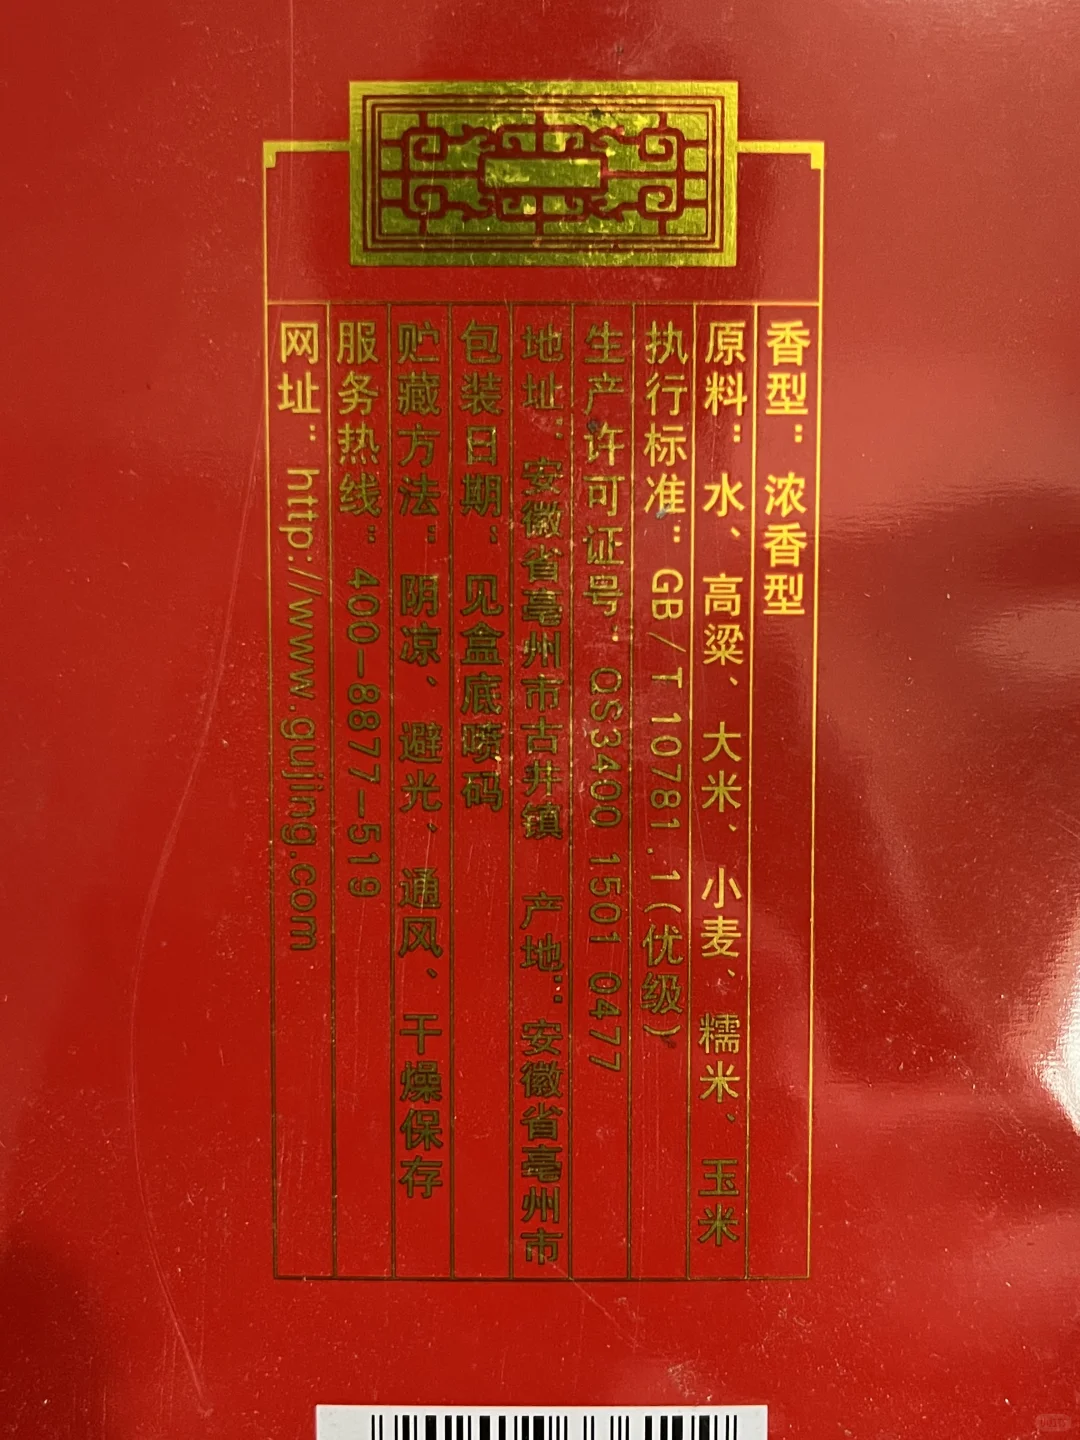 香型：浓香型
原料：水、高粱、大米、小麦、糯米、玉米
执行标准：GB/T10781.1(优级)
生产许可证号：QS3400 1501 0477
地址：安徽省亳州市古井镇 产地：安徽省亳州市
包装日期：见盒底喷码
贮藏方法：阴凉、避光、通风、干燥保存
服务热线：400-8877-519
网址：http://www.gujing.com